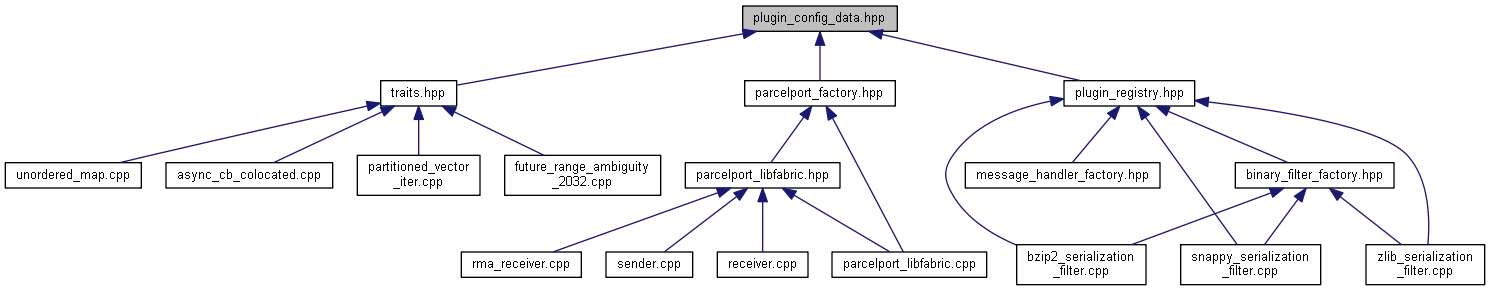 plugin_config_data.hpp
traits.hpp
parcelport_factory.hpp
plugin_registry.hpp
unordered_map.cpp
async_cb_colocated.cpp
partitioned_vector
_iter.cpp
future_range_ambiguity
_2032.cpp
parcelport_libfabric.hpp
message_handler_factory.hpp
binary_filter_factory.hpp
rma_receiver.cpp
sender.cpp
receiver.cpp
parcelport_libfabric.cpp
bzip2_serialization
_filter.cpp
snappy_serialization
_filter.cpp
zlib_serialization
_filter.cpp